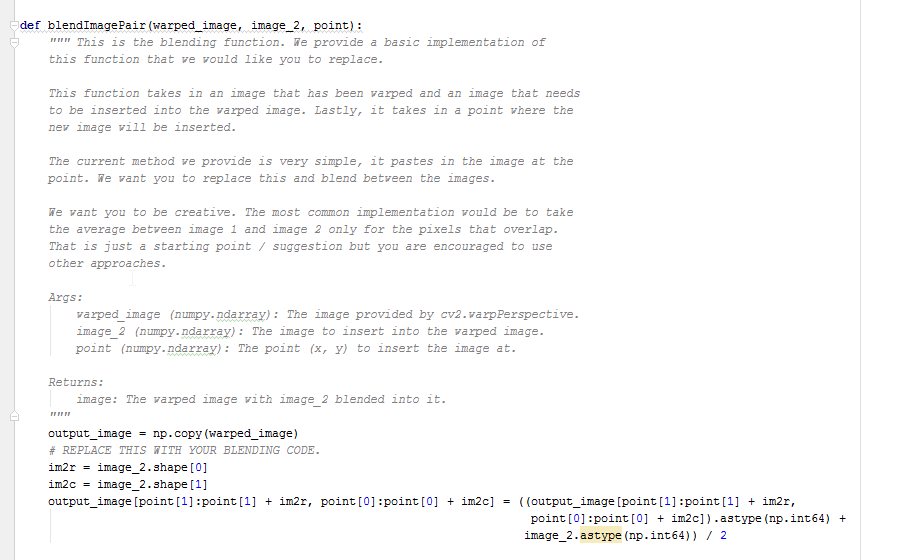 def blendImagePair(warped_image, image_2, point):
""" This is the blending function. We provide a basic implementation of
this function that we would like you to replace.
This function takes in an image that has been warped and an image that needs
to be inserted into the warped image. Lastly, it takes in a point where the
new image will be inserted.
The current method we provide is very simple, it pastes in the image at the
point. We want you to replace this and blend between the images.
We want you to be creative. The most common implementation would be to take
the average between image 1 and image 2 only for the pixels that overlap.
That is just a starting point / suggestion but you are encouraged to use
other approaches.
Args:
warped_image (numpy.ndarray): The image provided by cv2.warpPerspective.
image_2 (numpy.ndarray): The image to insert into the warped image.
point (numpy.ndarray): The point (x, y) to insert the image at.
Returns:
image: The warped image with image_2 blended into it.
"""
output_image = np.copy(warped_image)
# REPLACE THIS WITH YOUR BLENDING CODE.
im2r = image_2.shape[0]
im2c = image_2.shape[1]
output_image[point[1]:point[1] + im2r, point[0]:point[0] + im2c] = ((output_image[point[1]:point[1] + im2r,
point[0]:point[0] + im2c]).astype(np.int64) +
image_2.astype(np.int64)) / 2